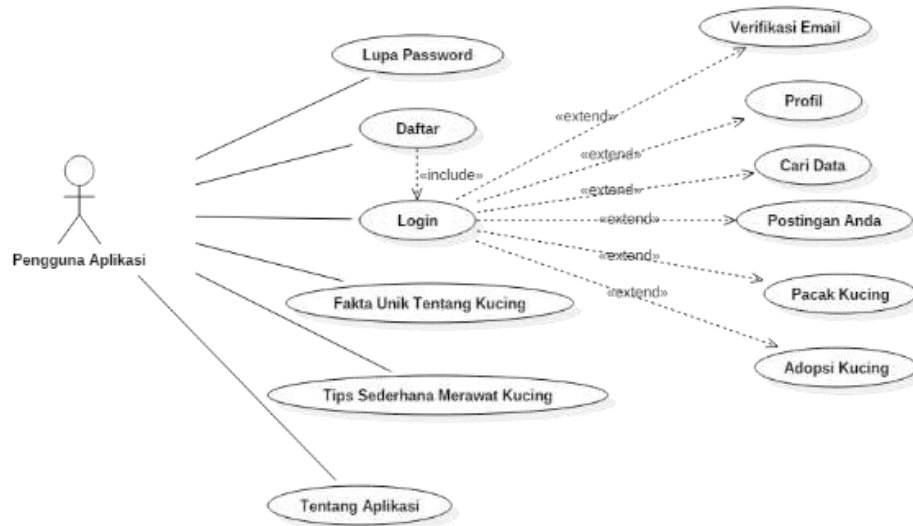 Verifikasi Email
Lupa Password
Profil
«extend»
Daftar
«extend»
Cari Data
«include»
«extend»
Login
«extend»
Postingan Anda
Pengguna Aplikasi
«extend»
Pacak Kucing
Fakta Unik Tentang Kucing
«extend»
Adopsi Kucing
Tips Sederhana Merawat Kucing
Tentang Aplikasi